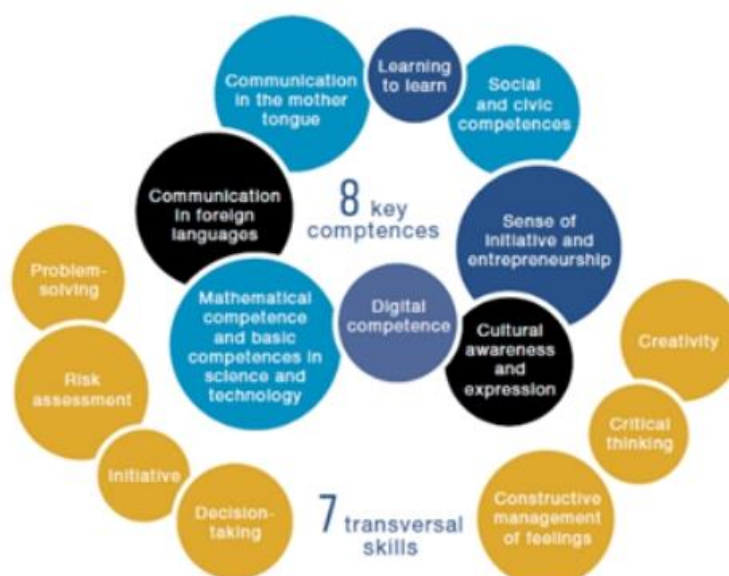 Communication
in the mother
tongue
Learning
to learn
Social
and civic
competences
Communication
in foreign
languages
8 key
comptences
Sense of
initiative and
entrepreneurship
Mathematical
competence
and basic
competences in
science and
technology
Digital
competence
Cultural
awareness
and
expression
Problem-
solving
Risk
assessment
Initiative
Decision-
taking
7 transversal
skills
Constructive
management
of feelings
Critical
thinking
Creativity